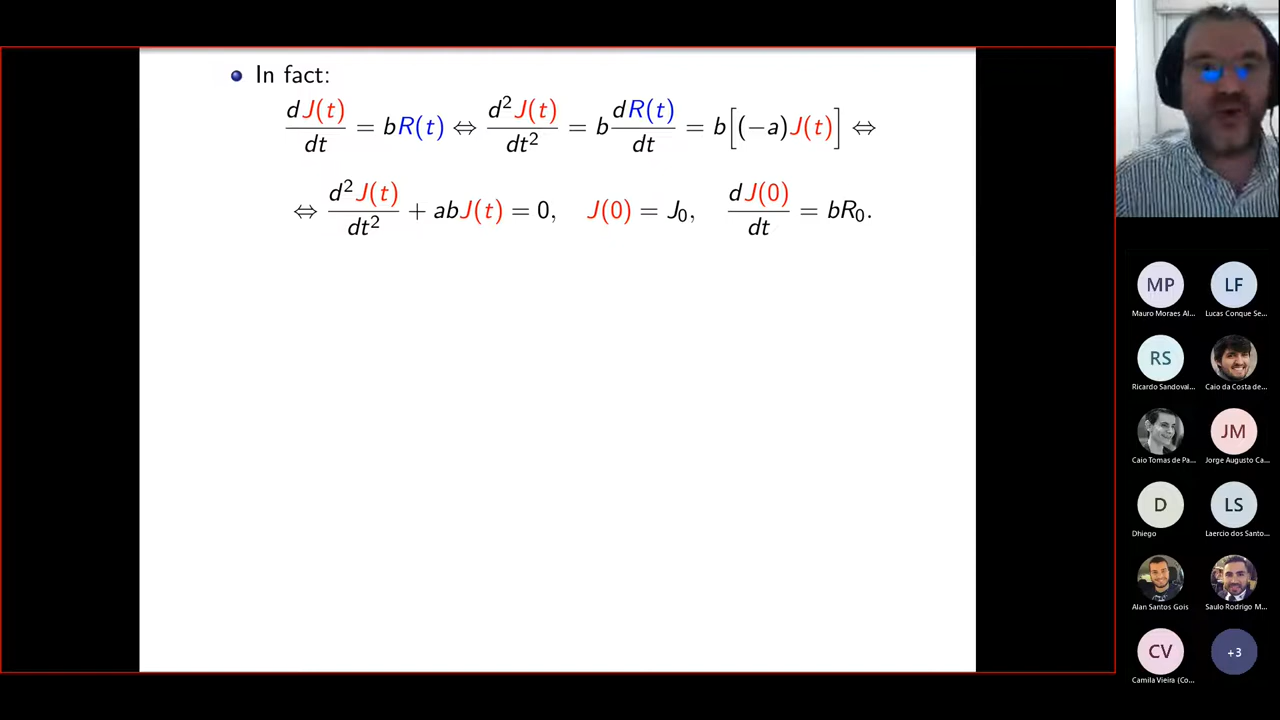 In fact:
dJ(t)/dt = bR(t) ⇔ d²J(t)/dt² = b dR(t)/dt = b[(−a)J(t)] ⇔
⇔ d²J(t)/dt² + abJ(t) = 0, J(0) = J₀, dJ(0)/dt = bR₀.
MP LF
Mauro Moraes Al... Lucas Conque Se...
RS
Ricardo Sandoval... Caio da Costa de...
JM
Caio Tomas de Pa... Jorge Augusto Ca...
D LS
Dhiego Laercio dos Santo...
Alan Santos Gois Saulo Rodrigo M...
CV +3
Camila Vieira (Co...